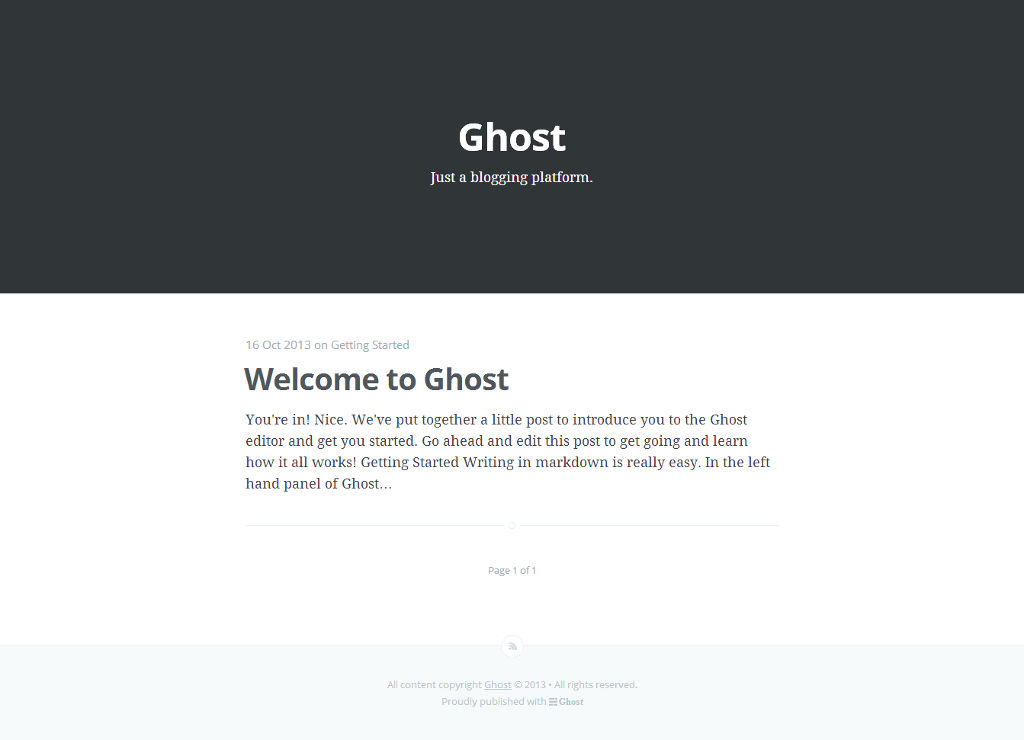 Ghost
Just a blogging platform.
16 Oct 2013 on Getting Started
Welcome to Ghost
You're in! Nice. We've put together a little post to introduce you to the Ghost
editor and get you started. Go ahead and edit this post to get going and learn
how it all works! Getting Started Writing in markdown is really easy. In the left
hand panel of Ghost…
Page 1 of 1
All content copyright Ghost © 2013 • All rights reserved.
Proudly published with Ghost